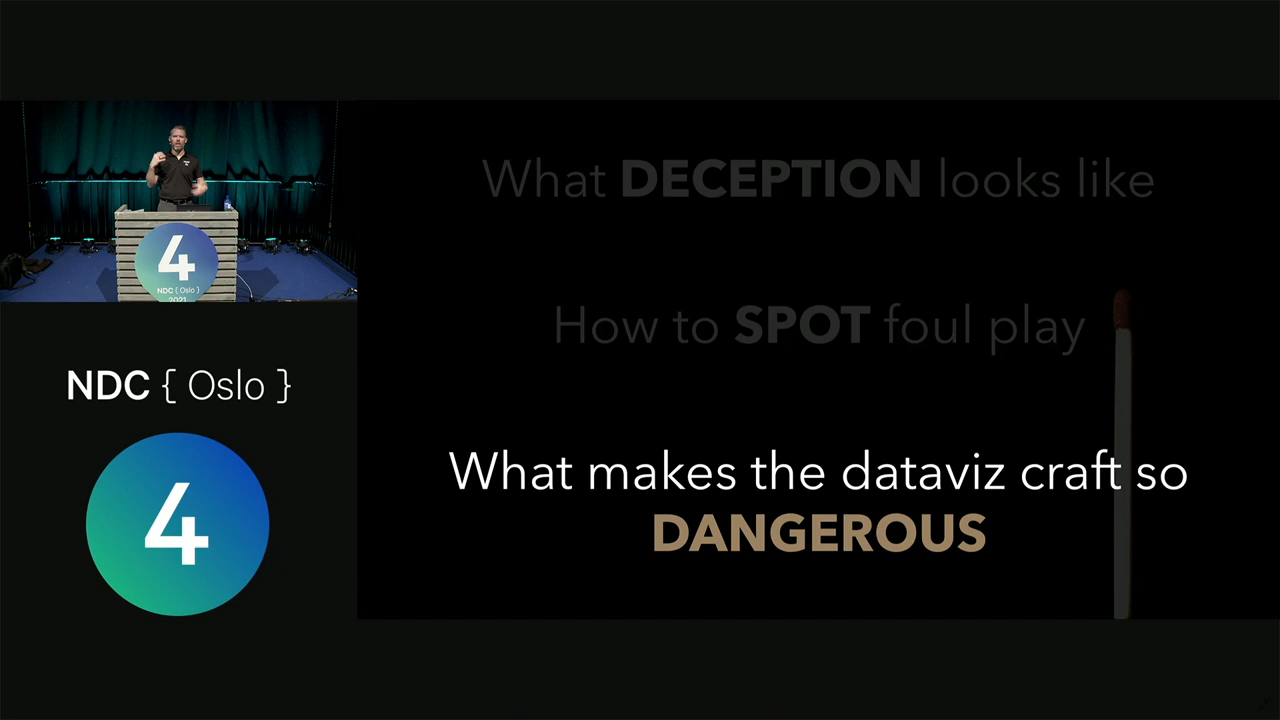 What DECEPTION looks like
How to SPOT foul play
What makes the dataviz craft so
DANGEROUS
4
NDC { Oslo }
2021
NDC { Oslo }
4